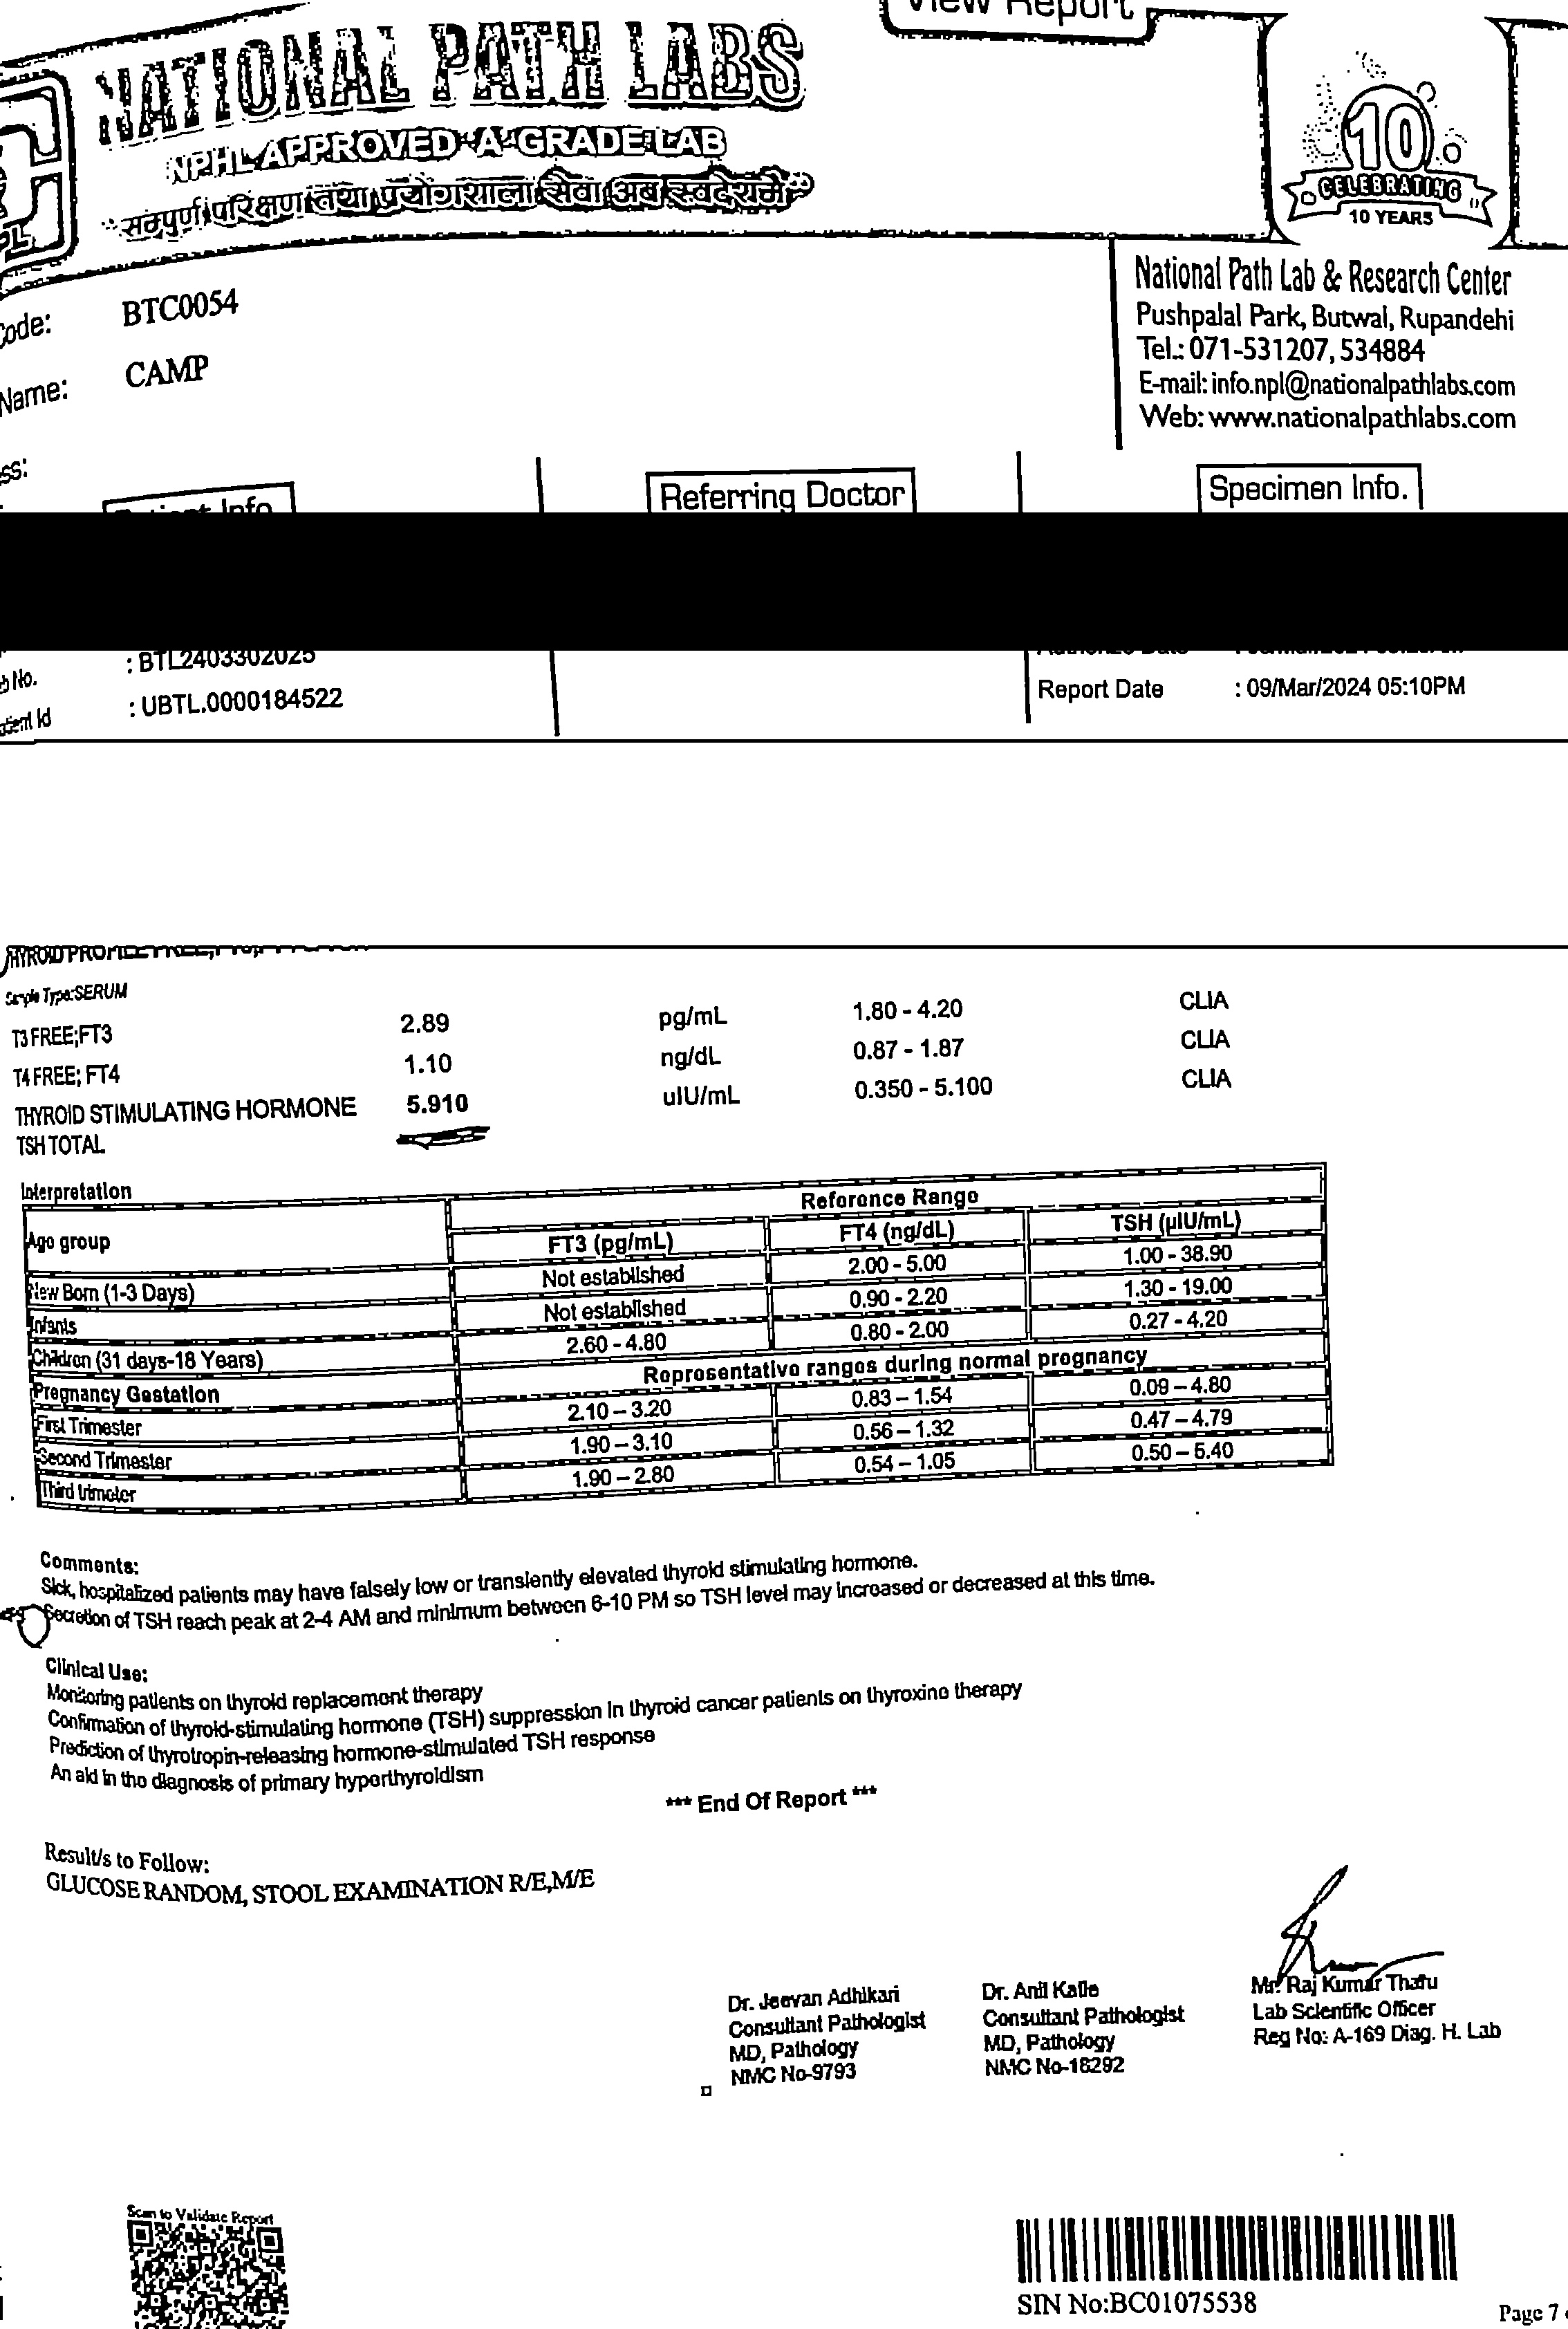 View Report
NATIONAL PATH LABS
NPHL APPROVED "A" GRADE LAB
"सम्पुर्ण परिक्षण तथा प्रयोगशाला सेवा अब स्वदेशमै"
10
CELEBRATING
10 YEARS
National Path Lab & Research Center
Pushpalal Park, Butwal, Rupandehi
Tel.: 071-531207, 534884
E-mail: info.npl@nationalpathlabs.com
Web: www.nationalpathlabs.com
Code: BTC0054
Name: CAMP
ss:
Patient Info
Referring Doctor
Specimen Info.
b No. : BTL2403302025
atient Id : UBTL.0000184522
Report Date : 09/Mar/2024 05:10PM
THYROID PROFILE FREE,
Sample Type:SERUM
T3 FREE;FT3 2.89 pg/mL 1.80 - 4.20 CLIA
T4 FREE; FT4 1.10 ng/dL 0.87 - 1.87 CLIA
THYROID STIMULATING HORMONE 5.910 uIU/mL 0.350 - 5.100 CLIA
TSH TOTAL
Interpretation
Reference Range
Age group FT3 (pg/mL) FT4 (ng/dL) TSH (µIU/mL)
New Born (1-3 Days) Not established 2.00 - 5.00 1.00 - 38.90
Infants Not established 0.90 - 2.20 1.30 - 19.00
Children (31 days-18 Years) 2.60 - 4.80 0.80 - 2.00 0.27 - 4.20
Pregnancy Gestation Representative ranges during normal pregnancy
First Trimester 2.10 – 3.20 0.83 – 1.54 0.09 – 4.80
Second Trimester 1.90 – 3.10 0.56 – 1.32 0.47 – 4.79
Third trimeter 1.90 – 2.80 0.54 – 1.05 0.50 – 5.40
Comments:
Sick, hospitalized patients may have falsely low or transiently elevated thyroid stimulating hormone.
Secretion of TSH reach peak at 2-4 AM and minimum between 6-10 PM so TSH level may increased or decreased at this time.
Clinical Use:
Monitoring patients on thyroid replacement therapy
Confirmation of thyroid-stimulating hormone (TSH) suppression in thyroid cancer patients on thyroxine therapy
Prediction of thyrotropin-releasing hormone-stimulated TSH response
An aid in the diagnosis of primary hyperthyroidism
*** End Of Report ***
Result/s to Follow:
GLUCOSE RANDOM, STOOL EXAMINATION R/E,M/E
Dr. Jeevan Adhikari
Consultant Pathologist
MD, Pathology
NMC No-9793
Dr. Anil Kafle
Consultant Pathologist
MD, Pathology
NMC No-18292
Mr. Raj Kumar Tharu
Lab Scientific Officer
Reg No: A-169 Diag. H. Lab
Scan to Validate Report
SIN No:BC01075538
Page 7